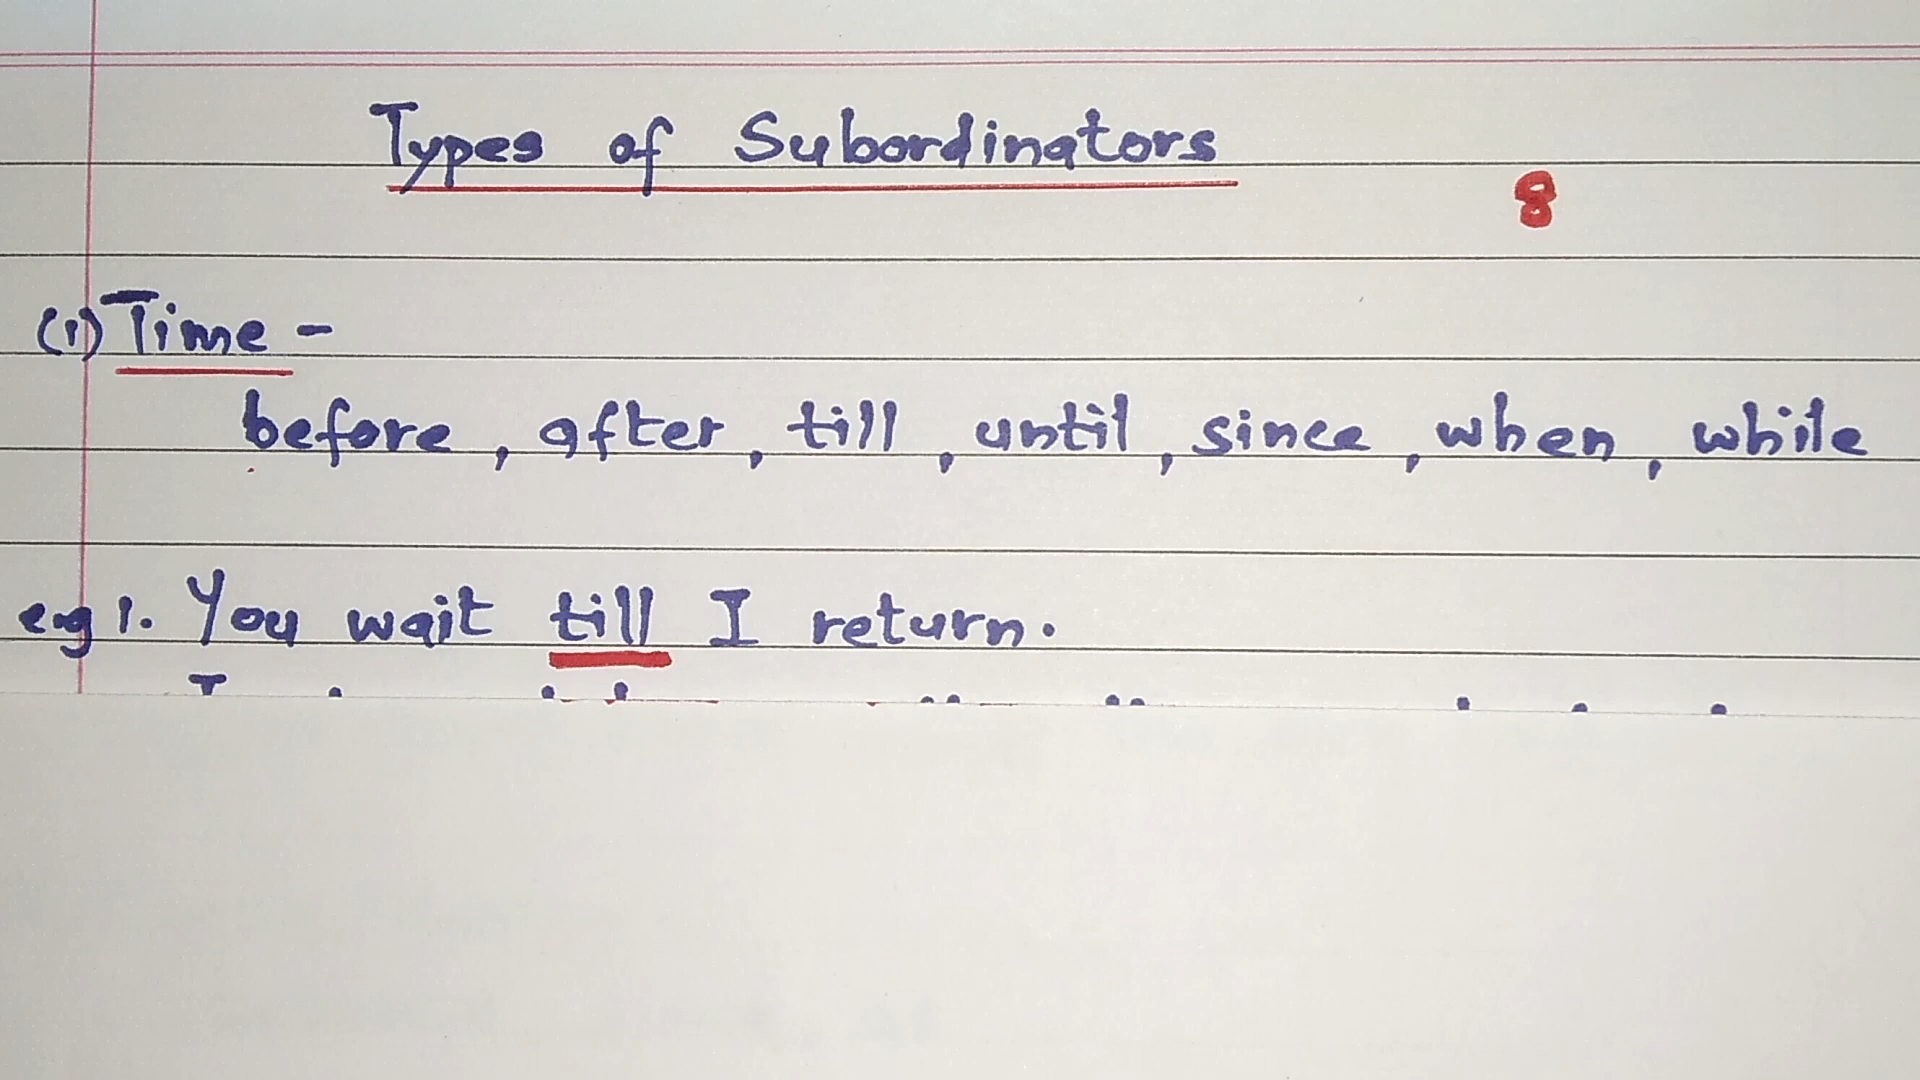 Types of Subordinators
8
(1) Time -
before, after, till, until, since, when, while
eg 1. You wait till I return.